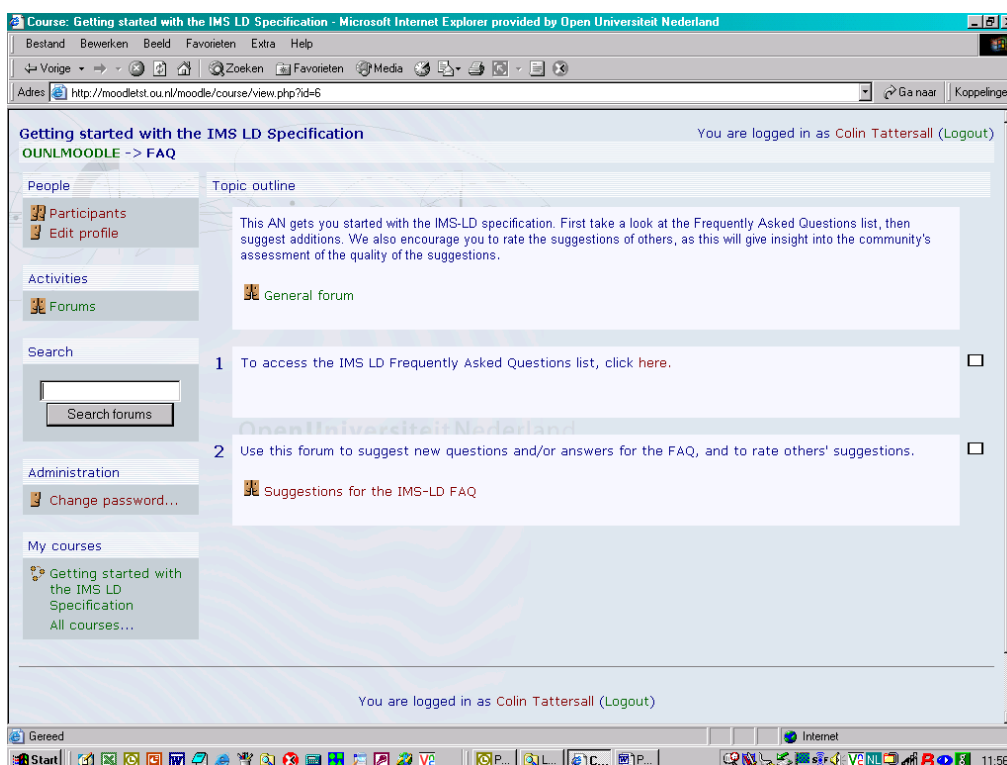 Course: Getting started with the IMS LD Specification - Microsoft Internet Explorer provided by Open Universiteit Nederland
Bestand Bewerken Beeld Favorieten Extra Help
Vorige Zoeken Favorieten Media
Adres http://moodletst.ou.nl/moodle/course/view.php?id=6 Ga naar Koppelinge
Getting started with the IMS LD Specification
You are logged in as Colin Tattersall (Logout)
OUNLMOODLE -> FAQ
People
Participants
Edit profile
Activities
Forums
Search
Search forums
Administration
Change password...
My courses
Getting started with
the IMS LD
Specification
All courses...
Topic outline
This AN gets you started with the IMS-LD specification. First take a look at the Frequently Asked Questions list, then
suggest additions. We also encourage you to rate the suggestions of others, as this will give insight into the community's
assessment of the quality of the suggestions.
General forum
1 To access the IMS LD Frequently Asked Questions list, click here.
Open Universiteit Nederland
2 Use this forum to suggest new questions and/or answers for the FAQ, and to rate others' suggestions.
Suggestions for the IMS-LD FAQ
You are logged in as Colin Tattersall (Logout)
Gereed Internet
Start P... L... C... P... NL